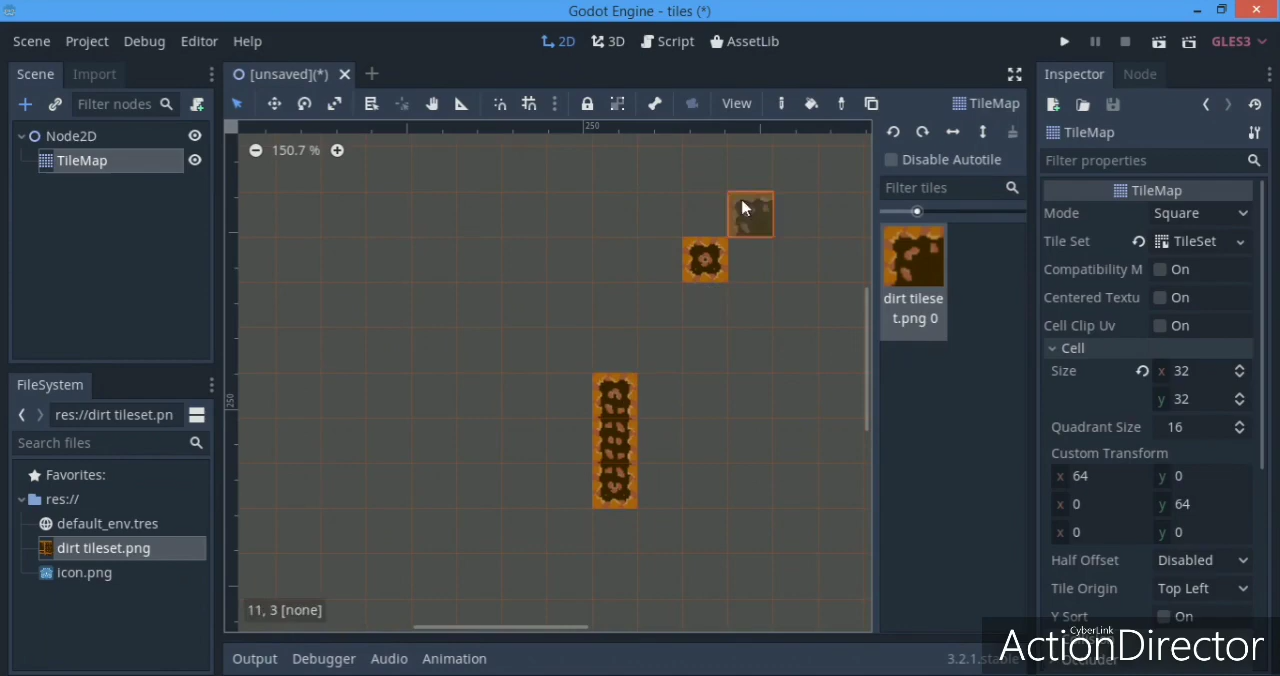 Godot Engine - tiles (*)
Scene Project Debug Editor Help
2D 3D Script AssetLib
GLES3
Scene Import
[unsaved](*)
Inspector Node
Filter nodes
View
TileMap
Node2D
TileMap
250
150.7 %
250
11, 3 [none]
Disable Autotile
Filter tiles
dirt tilese
t.png 0
TileMap
Filter properties
TileMap
Mode Square
Tile Set TileSet
Compatibility M On
Centered Textu On
Cell Clip Uv On
Cell
Size x 32
y 32
Quadrant Size 16
Custom Transform
x 64 y 0
x 0 y 64
x 0 y 0
Half Offset Disabled
Tile Origin Top Left
Y Sort On
FileSystem
res://dirt tileset.pn
Search files
Favorites:
res://
default_env.tres
dirt tileset.png
icon.png
Output Debugger Audio Animation
3.2.1.stable
CyberLink
ActionDirector